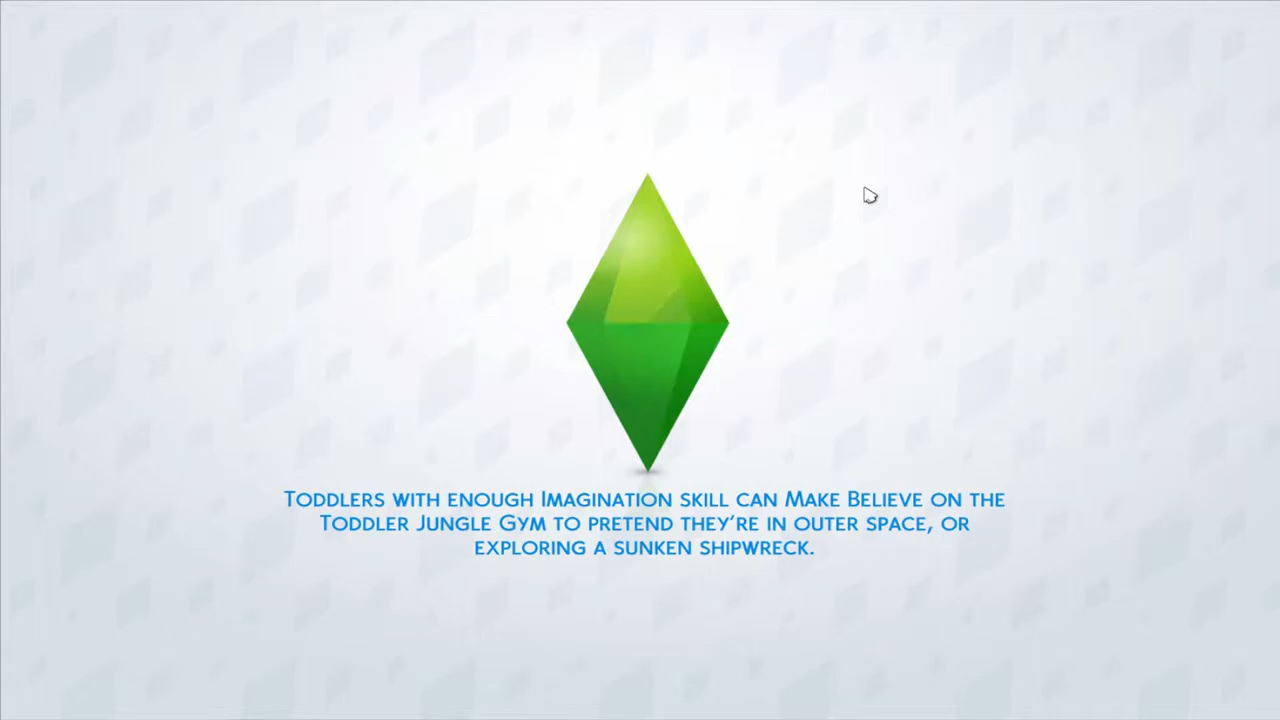 Toddlers with enough Imagination skill can Make Believe on the
Toddler Jungle Gym to pretend they're in outer space, or
exploring a sunken shipwreck.